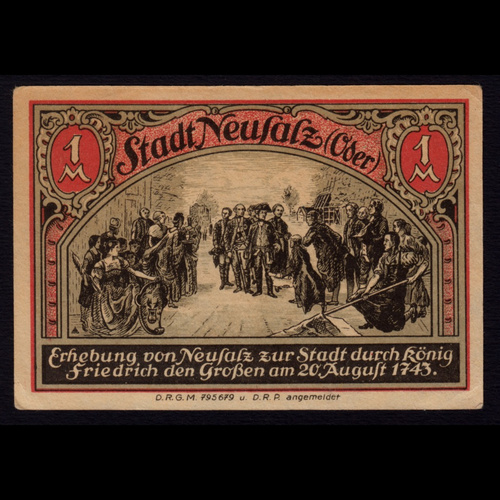 Stadt Neusalz (Oder)
1 M
1 M
Erhebung von Neusalz zur Stadt durch König
Friedrich den Großen am 20 August 1743.
D.R.G.M. 795679 u. D.R.P. angemeldet